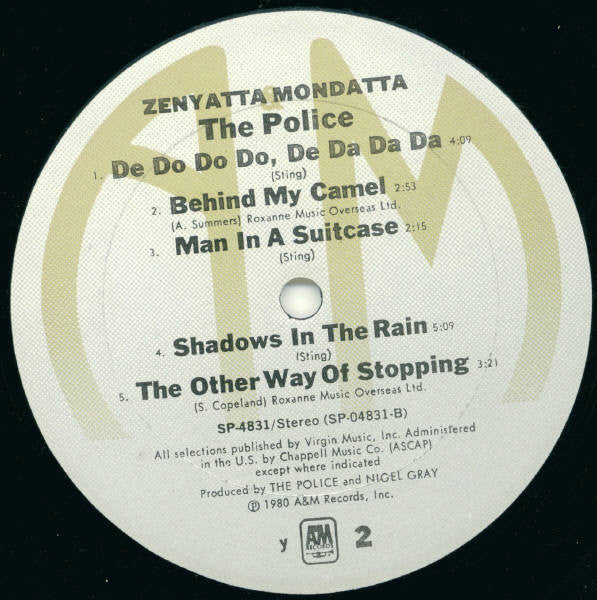 ZENYATTA MONDATTA
The Police
1. De Do Do Do, De Da Da Da 4:09
(Sting)
2. Behind My Camel 2:53
(A. Summers) Roxanne Music Overseas Ltd.
3. Man In A Suitcase 2:15
(Sting)
4. Shadows In The Rain 5:09
(Sting)
5. The Other Way Of Stopping 3:21
(S. Copeland) Roxanne Music Overseas Ltd.
SP-4831/Stereo (SP-04831-B)
All selections published by Virgin Music, Inc. Administered
in the U.S. by Chappell Music Co. (ASCAP)
except where indicated
Produced by THE POLICE and NIGEL GRAY
℗ 1980 A&M Records, Inc.
y A&M RECORDS 2
A&M